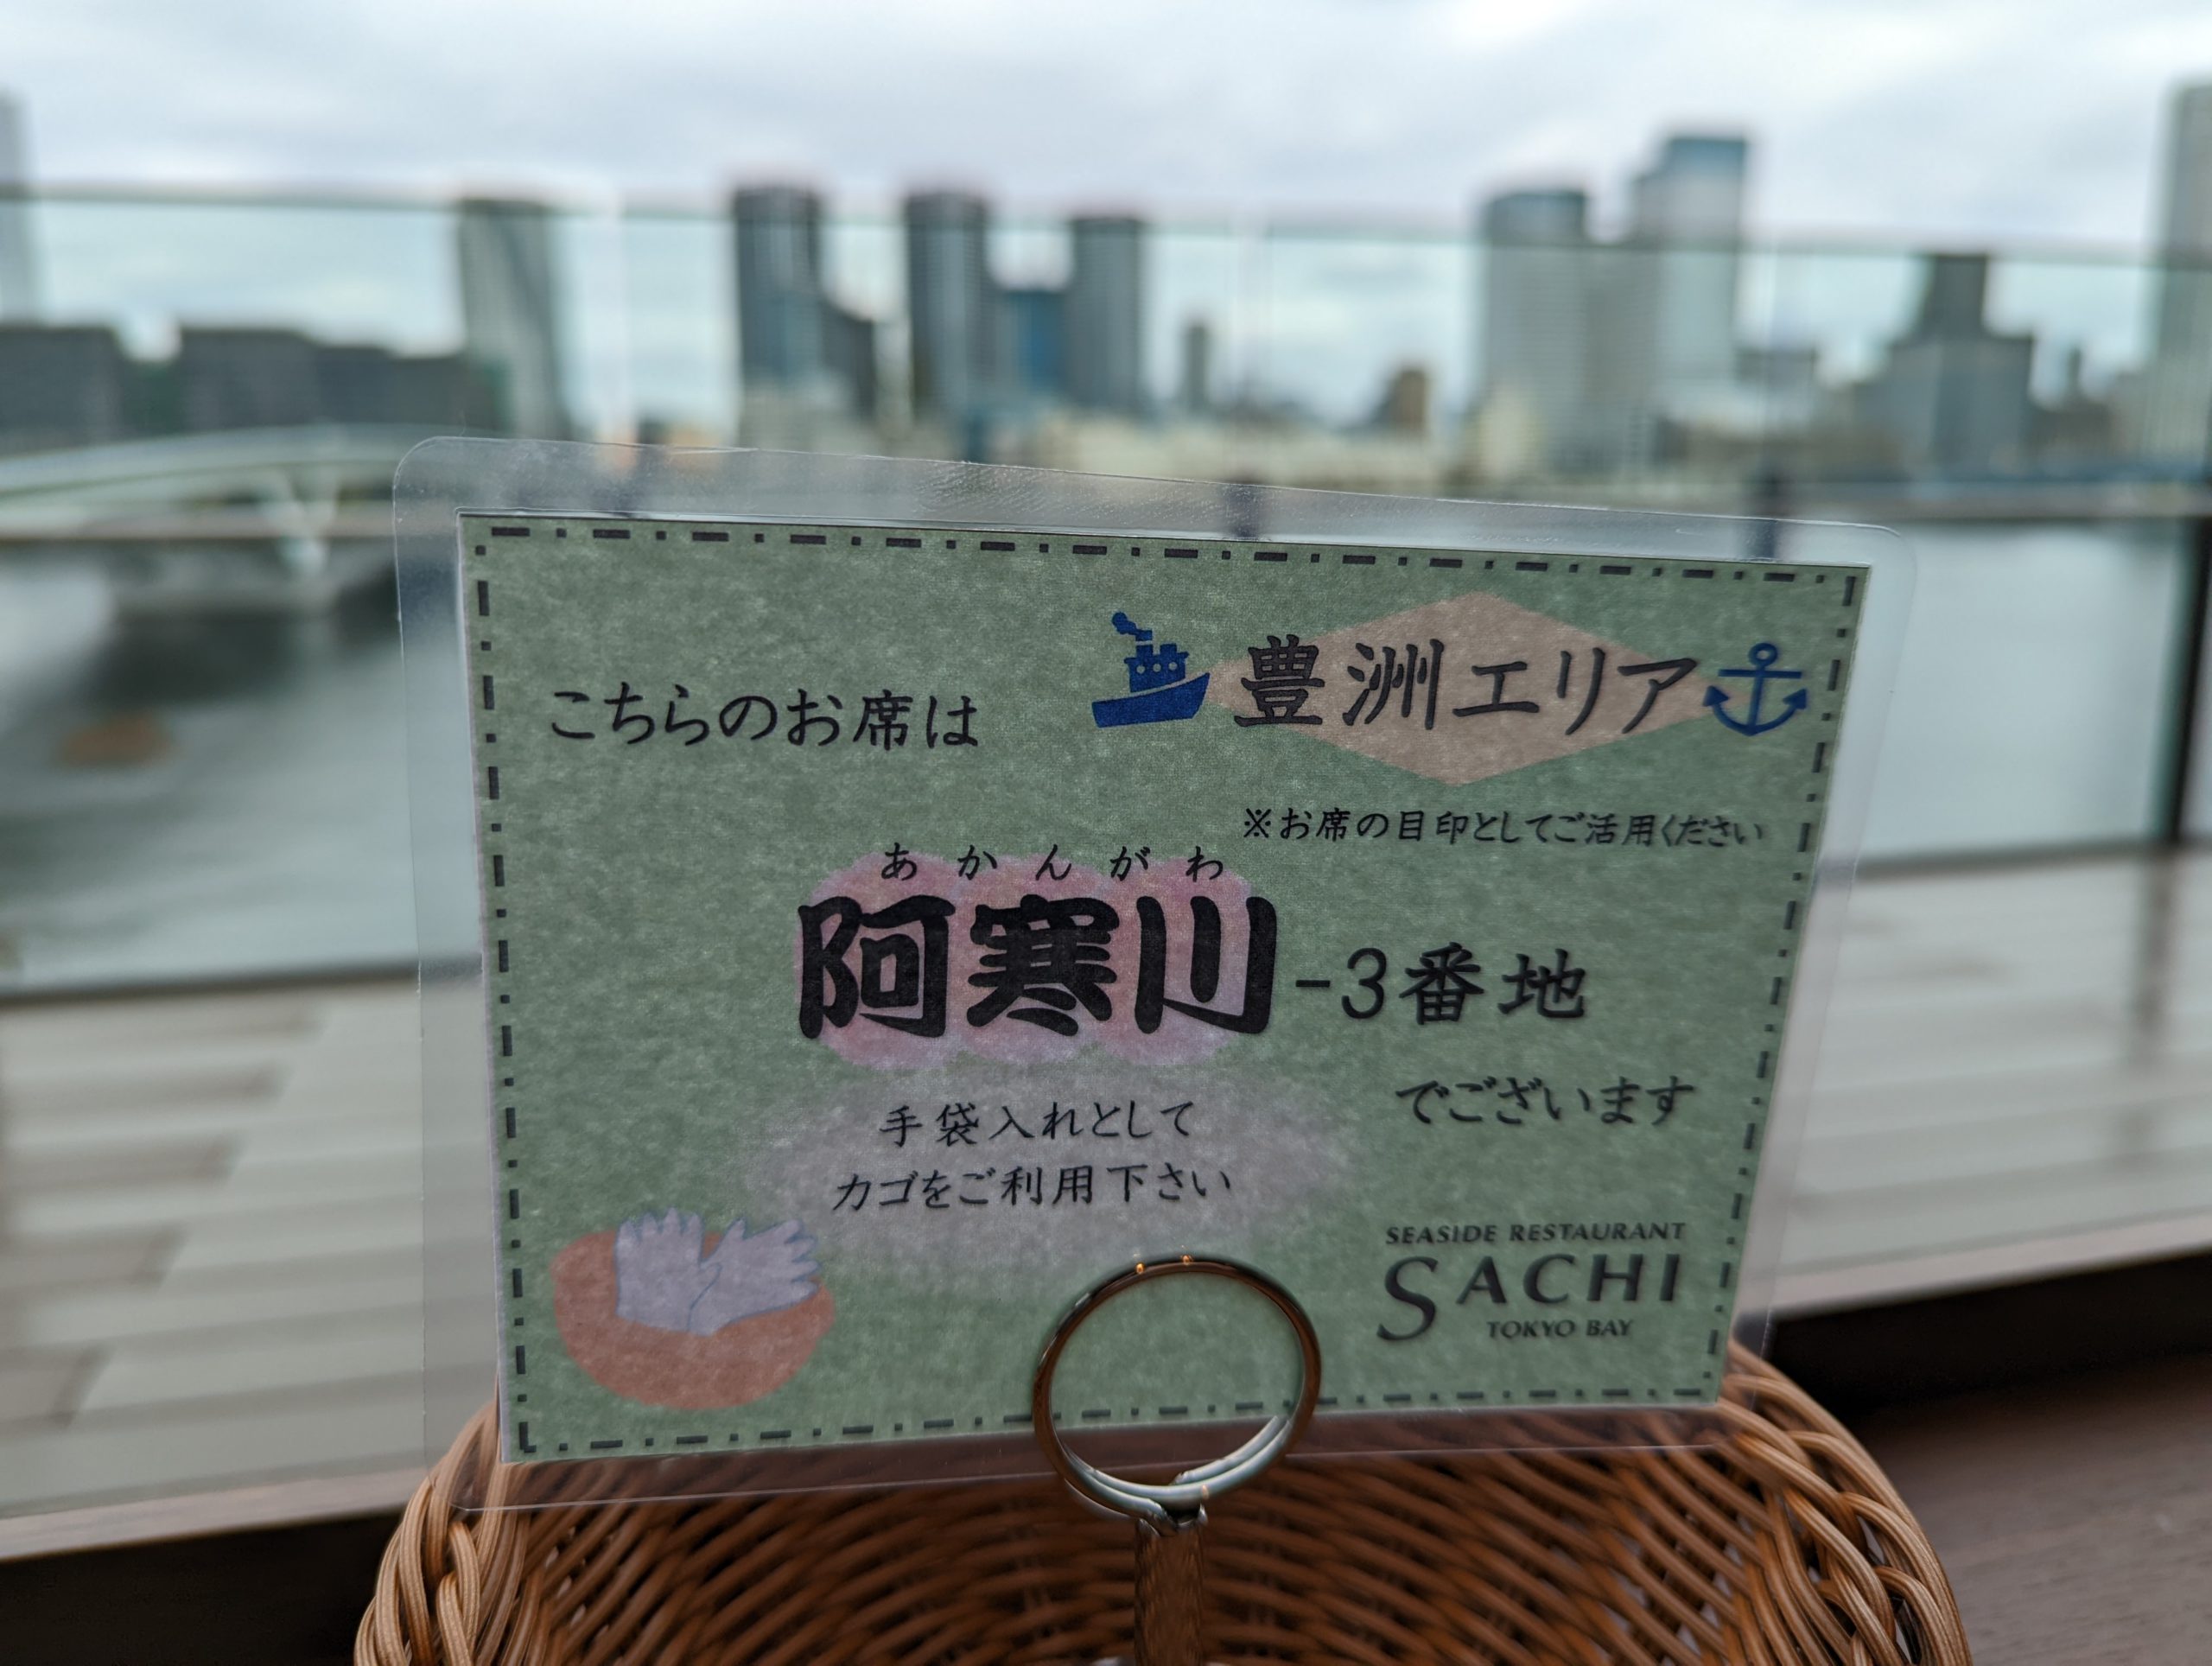 こちらのお席は
豊洲エリア
※お席の目印としてご活用ください
あかんがわ
阿寒川-3番地
でございます
手袋入れとして
カゴをご利用下さい
SEASIDE RESTAURANT
SACHI
TOKYO BAY